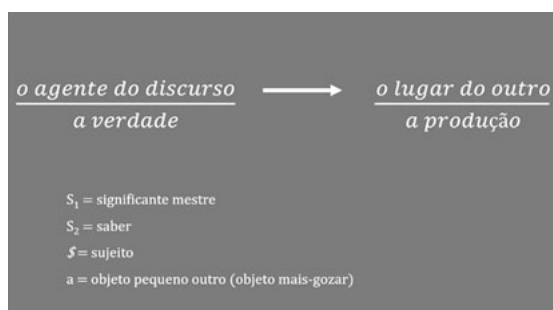 o agente do discurso o lugar do outro
a verdade a produção
S₁ = significante mestre
S₂ = saber
$ = sujeito
a = objeto pequeno outro (objeto mais-gozar)